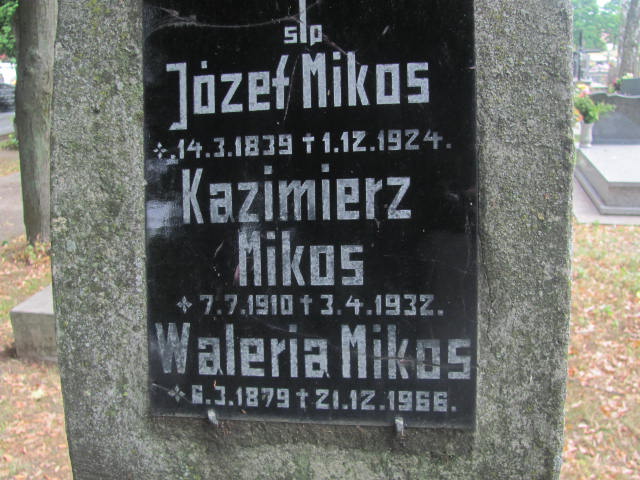 śp
Józef Mikos
14.3.1839 † 1.12.1924.
Kazimierz
Mikos
7.7.1910 † 3.4.1932.
Waleria Mikos
6.3.1879 † 21.12.1966.